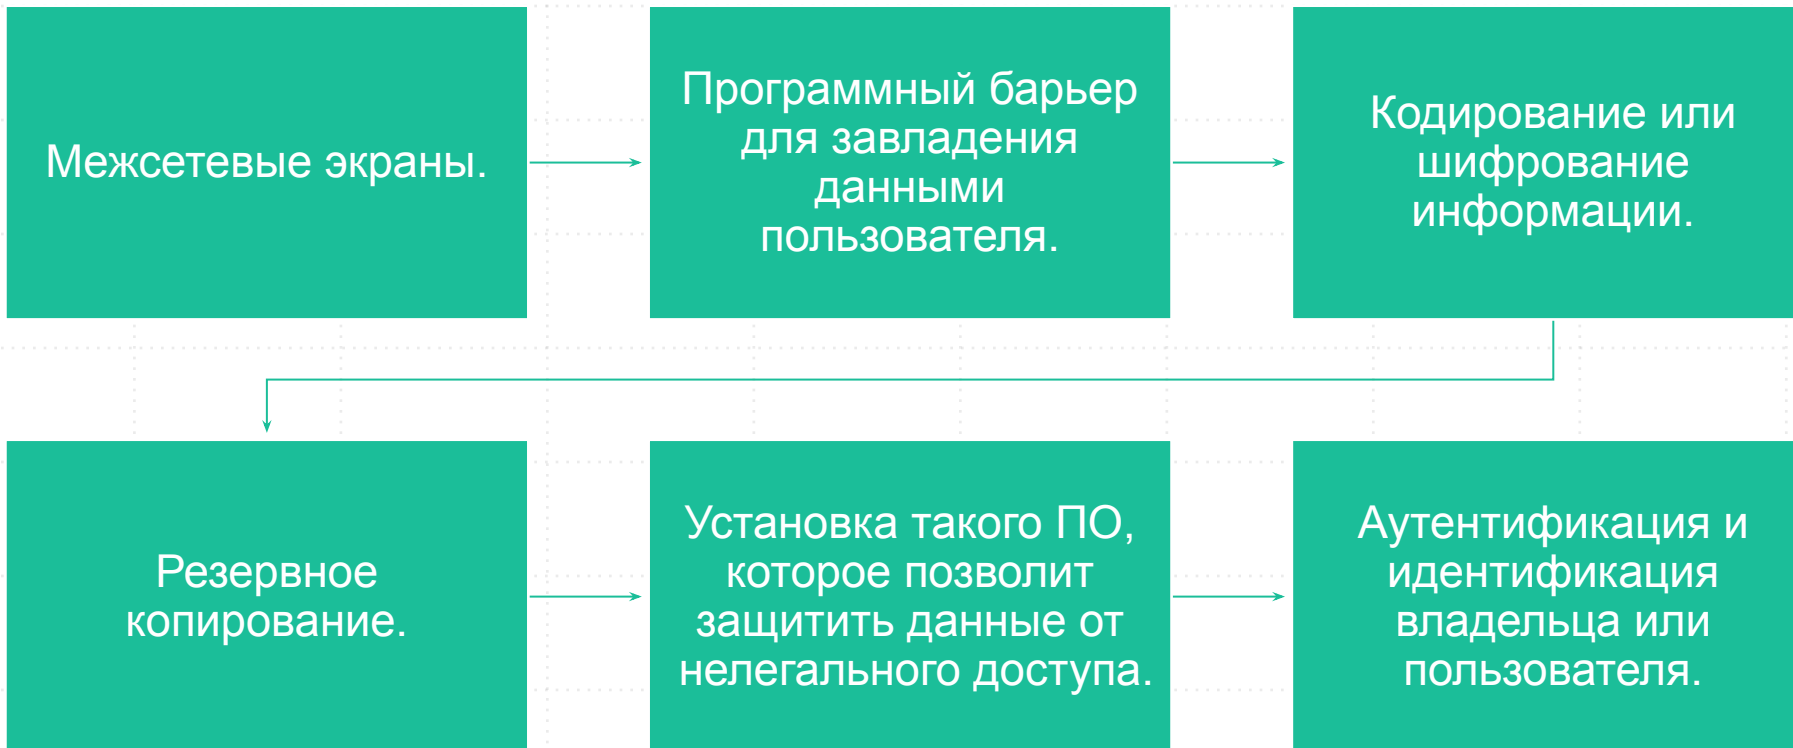 Межсетевые экраны.
Программный барьер
для завладения
данными
пользователя.
Кодирование или
шифрование
информации.
Резервное
копирование.
Установка такого ПО,
которое позволит
защитить данные от
нелегального доступа.
Аутентификация и
идентификация
владельца или
пользователя.